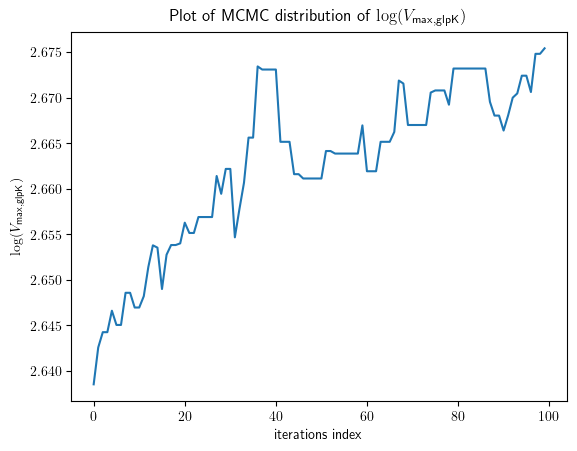 Plot of MCMC distribution of log(V_max,glpK)
2.675
2.670
2.665
2.660
2.655
2.650
2.645
2.640
log(V_max,glpK)
0 20 40 60 80 100
iterations index